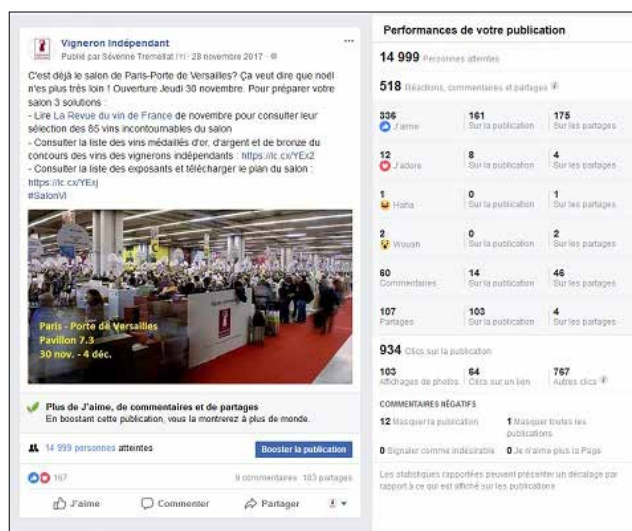 Vigneron Indépendant
Publié par Séverine Tremellat [?] · 28 novembre 2017 ·
C'est déjà le salon de Paris-Porte de Versailles? Ça veut dire que noël
n'es plus très loin ! Ouverture Jeudi 30 novembre. Pour préparer votre
salon 3 solutions :
- Lire La Revue du vin de France de novembre pour consulter leur
sélection des 85 vins incontournables du salon
- Consulter la liste des vins médaillés d'or, d'argent et de bronze du
concours des vins des vignerons indépendants : https://lc.cx/YEx2
- Consulter la liste des exposants et télécharger le plan du salon :
https://lc.cx/YExj
#SalonVI
Paris - Porte de Versailles
Pavillon 7.3
30 nov. - 4 déc.
Plus de J'aime, de commentaires et de partages
En boostant cette publication, vous la montrerez à plus de monde.
14 999 personnes atteintes
Booster la publication
167
9 commentaires 103 partages
J'aime Commenter Partager
Performances de votre publication
14 999 Personnes atteintes
518 Réactions, commentaires et partages
336 161 175
J'aime Sur la publication Sur les partages
12 8 4
J'adore Sur la publication Sur les partages
1 0 1
Haha Sur la publication Sur les partages
2 0 2
Wouah Sur la publication Sur les partages
60 14 46
Commentaires Sur la publication Sur les partages
107 103 4
Partages Sur la publication Sur les partages
934 Clics sur la publication
103 64 767
Affichages de photos Clics sur un lien Autres clics
COMMENTAIRES NÉGATIFS
12 Masquer la publication 1 Masquer toutes les
publications
0 Signaler comme indésirable 0 Je n'aime plus la Page
Les statistiques rapportées peuvent présenter un décalage par
rapport à ce qui est affiché sur les publications